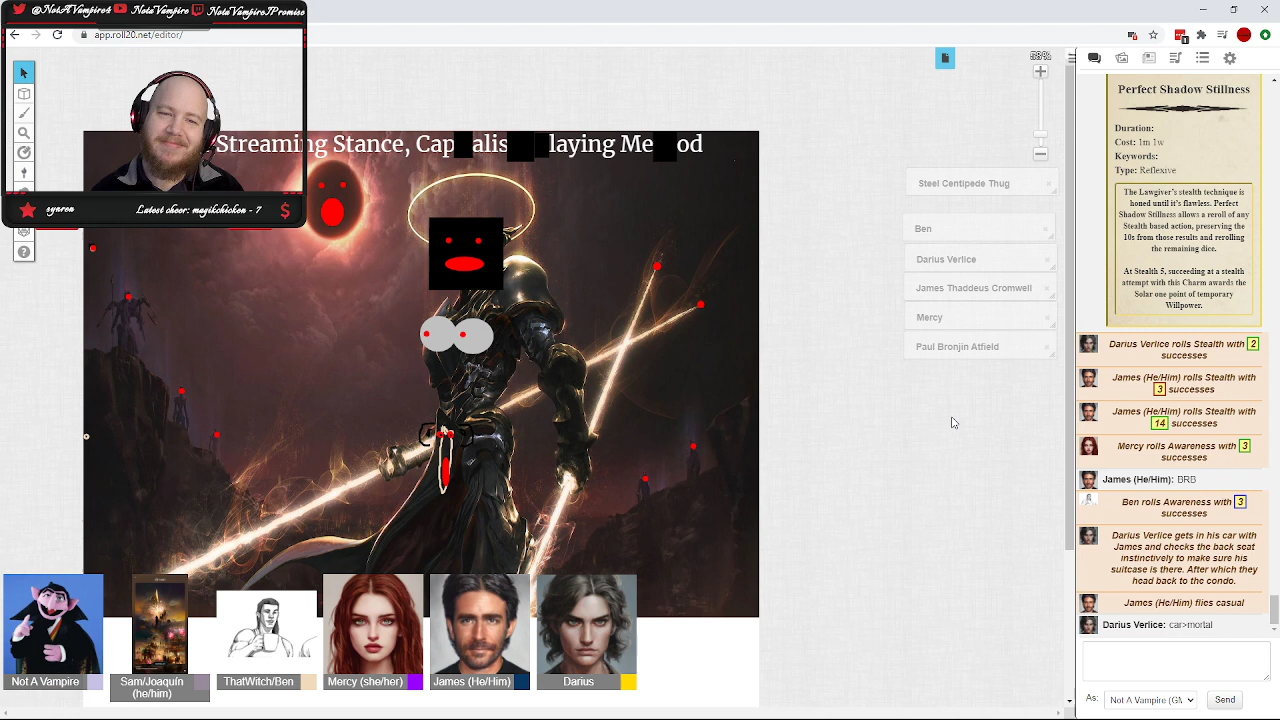 @NotAVampire4 NotaVampire NotaVampireIPromise
app.roll20.net/editor/
synron
Latest cheer: magikchicken - 7
$
Streaming Stance,
58%
1
Steel Centipede Thug
Ben
Darius Verlice
James Thaddeus Cromwell
Mercy
Paul Bronjin Atfield
Perfect Shadow Stillness
Duration:
Cost: 1m 1w
Keywords:
Type: Reflexive
The Lawgiver's stealth technique is
honed until it's flawless. Perfect
Shadow Stillness allows a reroll of any
Stealth based action, preserving the
10s from those results and rerolling
the remaining dice.
At Stealth 5, succeeding at stealth
attempt with this Charm awards the
Solar one point of temporary
Willpower.
Darius Verlice rolls Stealth with 2
successes
James (He/Him) rolls Stealth with
3 successes
James (He/Him) rolls Stealth with
14 successes
Mercy rolls Awareness with 3
successes
James (He/Him): BRB
Ben rolls Awareness with 3
successes
Darius Verlice gets in his car with
James and checks the back seat
instinctively to make sure his
suitcase is there. After which they
head back to the condo.
James (He/Him) flies casual
Darius Verlice: car>mortal
As: Not A Vampire (GM
Send
Not A Vampire
Sam/Joaquín
(he/him)
ThatWitch/Ben
Mercy (she/her)
James (He/Him)
Darius